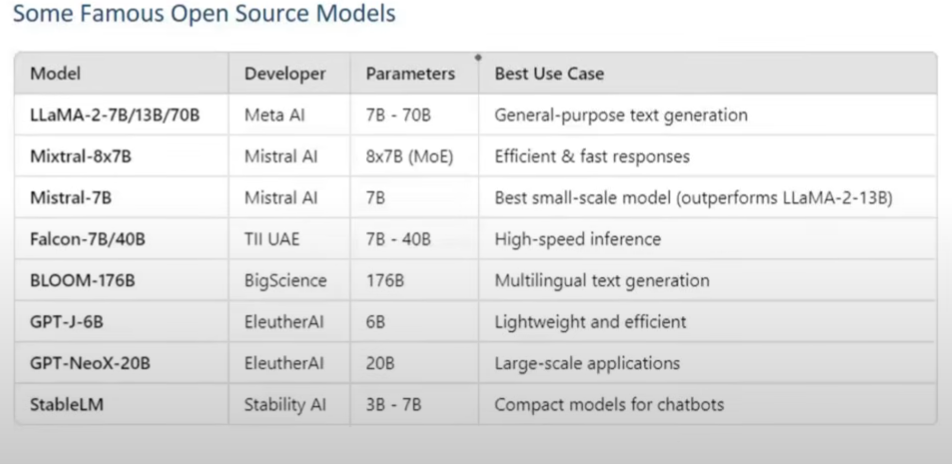 Some Famous Open Source Models
Model Developer Parameters Best Use Case
LLaMA-2-7B/13B/70B Meta AI 7B - 70B General-purpose text generation
Mixtral-8x7B Mistral AI 8x7B (MoE) Efficient & fast responses
Mistral-7B Mistral AI 7B Best small-scale model (outperforms LLaMA-2-13B)
Falcon-7B/40B TII UAE 7B - 40B High-speed inference
BLOOM-176B BigScience 176B Multilingual text generation
GPT-J-6B EleutherAI 6B Lightweight and efficient
GPT-NeoX-20B EleutherAI 20B Large-scale applications
StableLM Stability AI 3B - 7B Compact models for chatbots